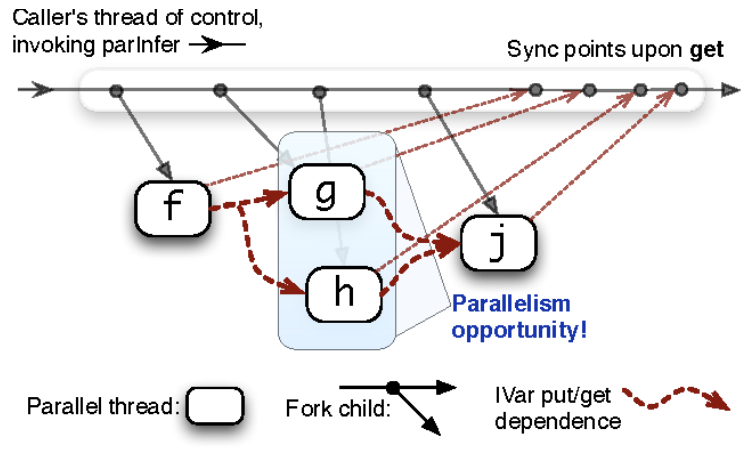 Caller's thread of control,
invoking parInfer
Sync points upon get
f
g
h
j
Parallelism
opportunity!
Parallel thread:
Fork child:
IVar put/get
dependence